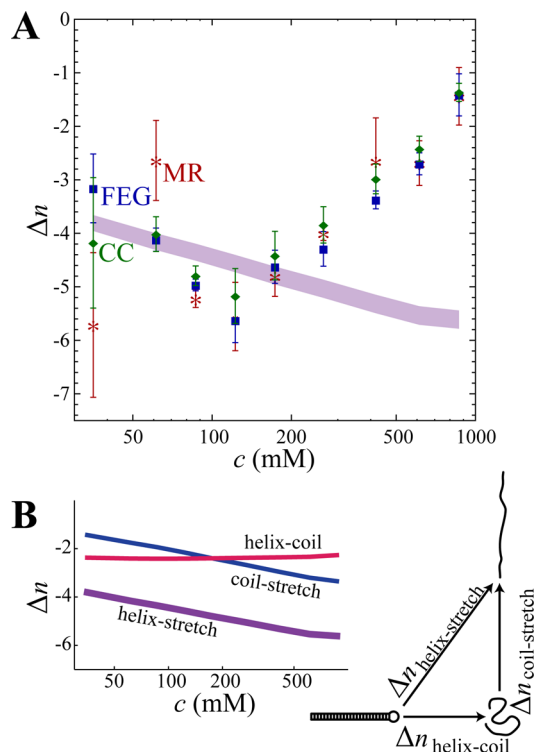 A
0
-1
-2
-3
-4
-5
-6
-7
Δn
MR
FEG
CC
50 100 200 500 1000
c (mM)
B
-2
-4
-6
Δn
helix-coil
coil-stretch
helix-stretch
50 100 500
c (mM)
Δn helix-stretch
Δn coil-stretch
Δn helix-coil